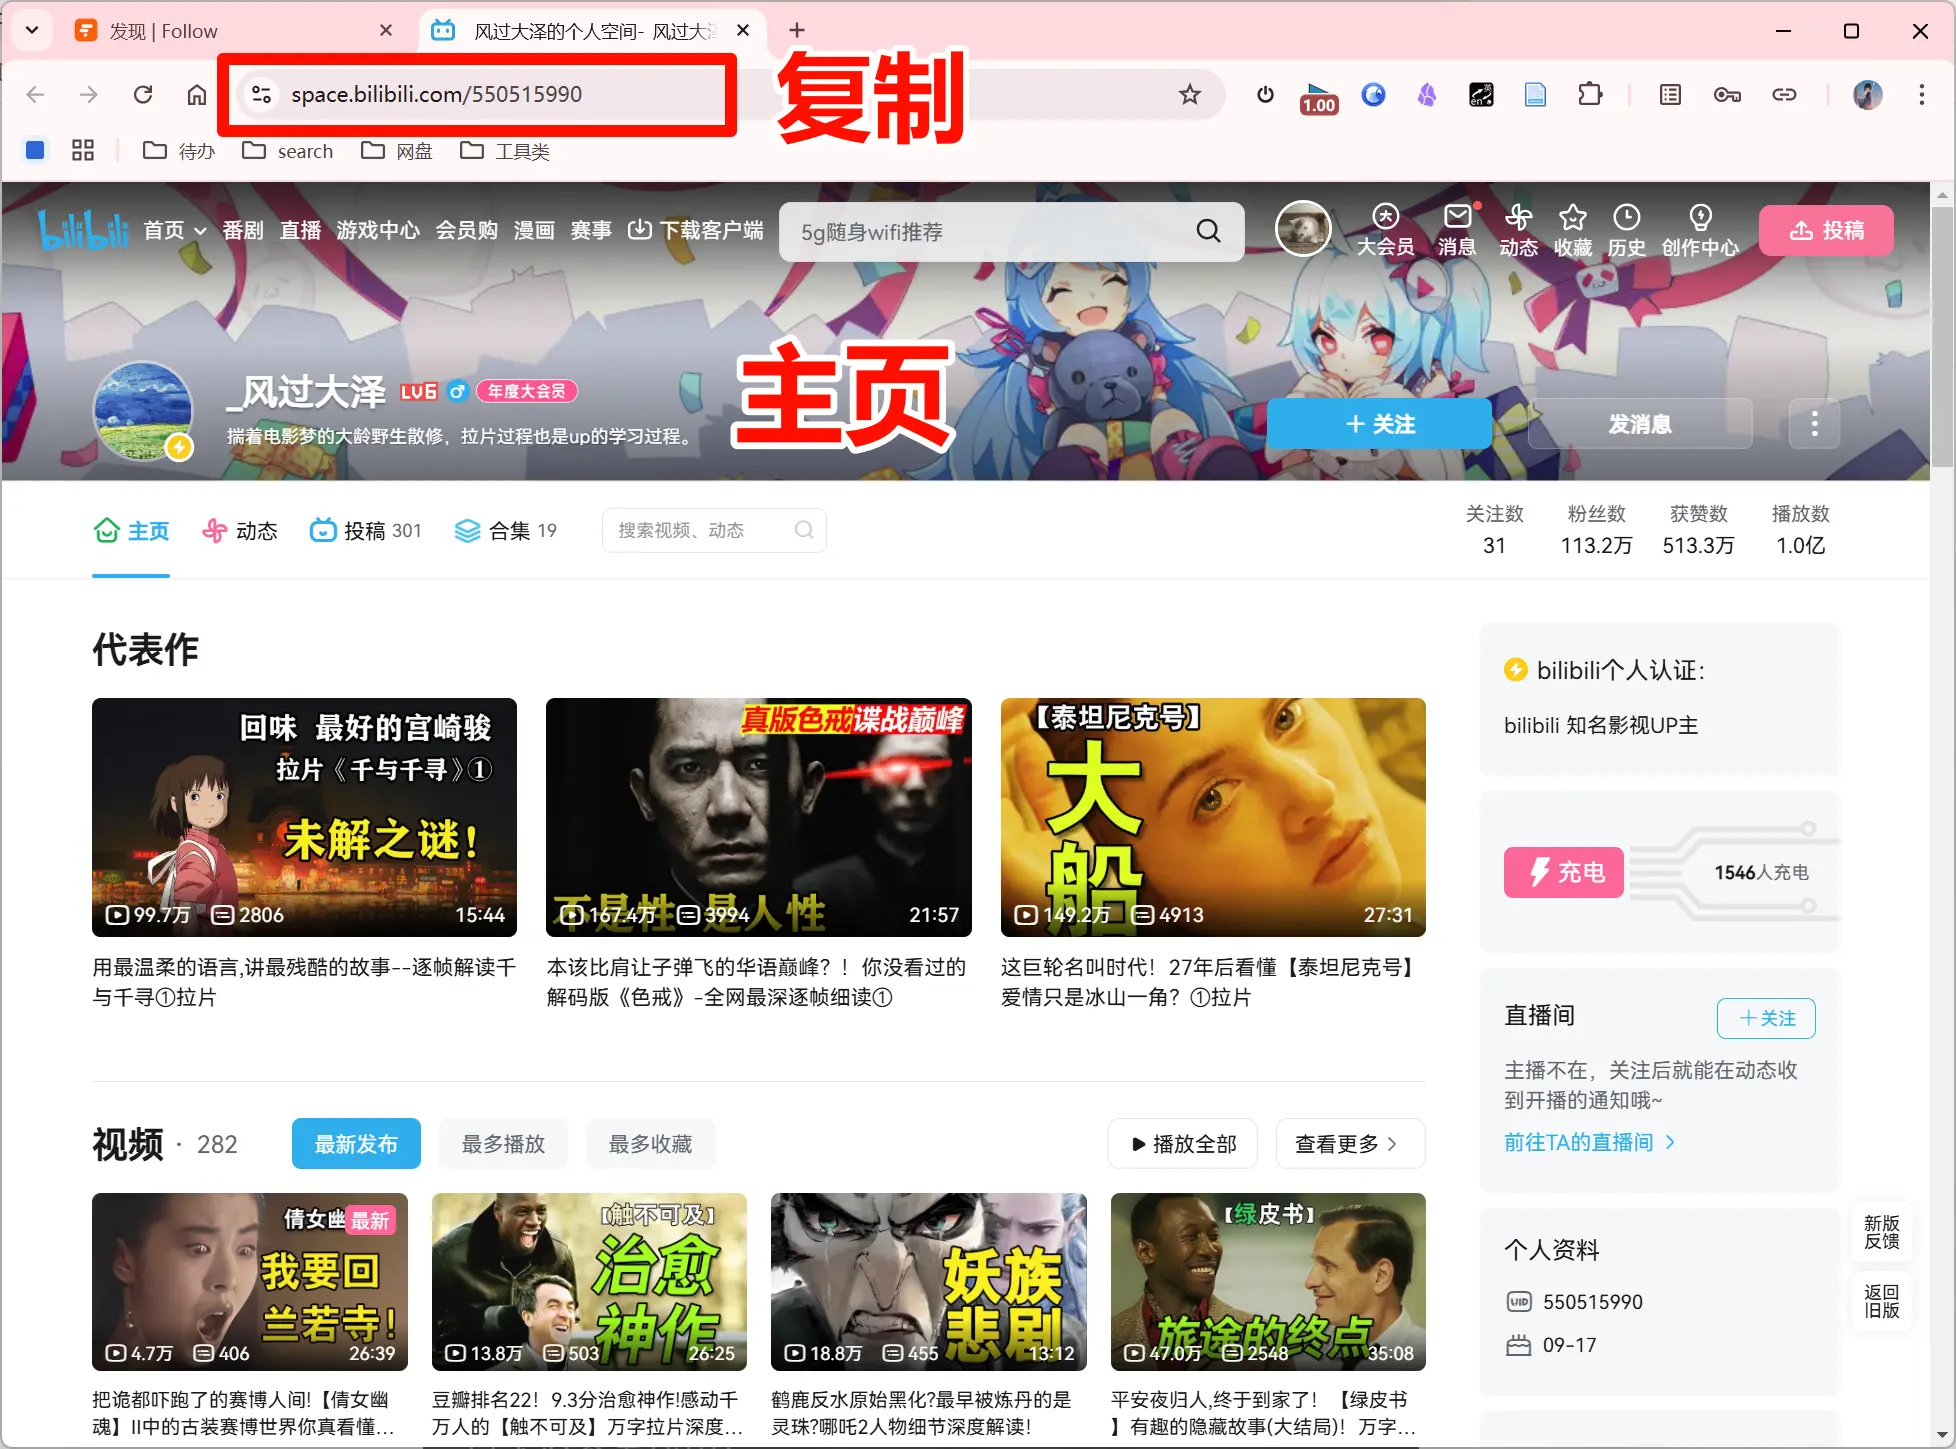 发现 | Follow
风过大泽的个人空间- 风过大泽
space.bilibili.com/550515990
复制
1.00
待办
search
网盘
工具类
bilibili
首页
番剧
直播
游戏中心
会员购
漫画
赛事
下载客户端
5g随身wifi推荐
大会员
消息
动态
收藏
历史
创作中心
投稿
主页
_风过大泽
LV6
年度大会员
揣着电影梦的大龄野生散修，拉片过程也是up的学习过程。
+ 关注
发消息
主页
动态
投稿 301
合集 19
搜索视频、动态
关注数
31
粉丝数
113.2万
获赞数
513.3万
播放数
1.0亿
代表作
回味 最好的宫崎骏
拉片《千与千寻》①
未解之谜!
99.7万
2806
15:44
用最温柔的语言,讲最残酷的故事--逐帧解读千
与千寻①拉片
真版色戒谍战巅峰
不是性 是人性
167.4万
3994
21:57
本该比肩让子弹飞的华语巅峰？！你没看过的
解码版《色戒》-全网最深逐帧细读①
【泰坦尼克号】
大
船
149.2万
4913
27:31
这巨轮名叫时代！27年后看懂【泰坦尼克号】
爱情只是冰山一角？①拉片
bilibili个人认证：
bilibili 知名影视UP主
充电
1546人充电
直播间
+关注
主播不在，关注后就能在动态收
到开播的通知哦~
前往TA的直播间 >
视频 · 282
最新发布
最多播放
最多收藏
播放全部
查看更多 >
倩女幽
最新
我要回
兰若寺!
4.7万
406
26:39
把诡都吓跑了的赛博人间!【倩女幽
魂】II中的古装赛博世界你真看懂...
【触不可及】
治愈
神作
13.8万
503
26:25
豆瓣排名22！9.3分治愈神作!感动千
万人的【触不可及】万字拉片深度...
妖族
悲剧
18.8万
455
13:12
鹤鹿反水原始黑化?最早被炼丹的是
灵珠?哪吒2人物细节深度解读！
【绿皮书】
旅途的终点
47.0万
2548
35:08
平安夜归人,终于到家了！【绿皮书
】有趣的隐藏故事(大结局)！万字...
个人资料
UID
550515990
09-17
新版
反馈
返回
旧版